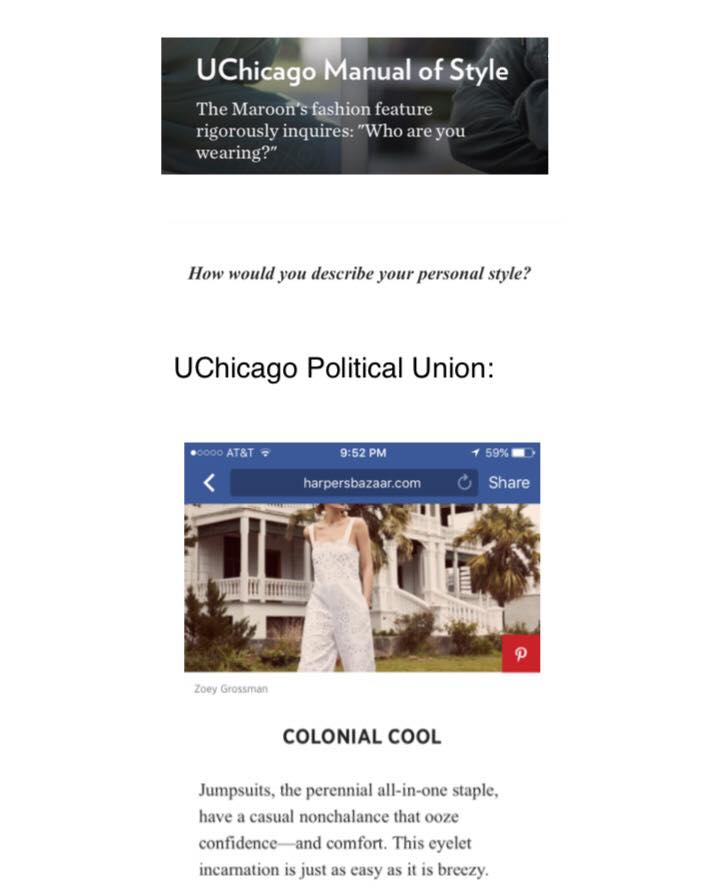 UChicago Manual of Style
The Maroon's fashion feature
rigorously inquires: "Who are you
wearing?"
How would you describe your personal style?
UChicago Political Union:
AT&T 9:52 PM 59%
harpersbazaar.com Share
Zoey Grossman
COLONIAL COOL
Jumpsuits, the perennial all-in-one staple,
have a casual nonchalance that ooze
confidence—and comfort. This eyelet
incarnation is just as easy as it is breezy.